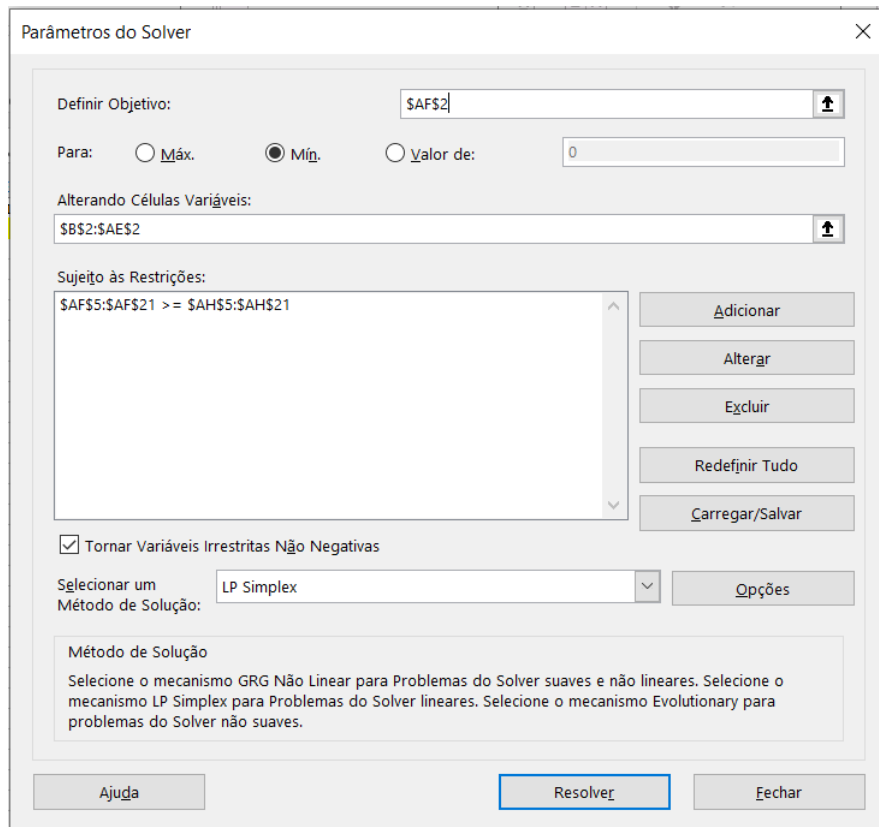 Parâmetros do Solver
Definir Objetivo:
$AF$2
Para:
Máx.
Mín.
Valor de:
0
Alterando Células Variáveis:
$B$2:$AE$2
Sujeito às Restrições:
$AF$5:$AF$21 >= $AH$5:$AH$21
Adicionar
Alterar
Excluir
Redefinir Tudo
Carregar/Salvar
Tornar Variáveis Irrestritas Não Negativas
Selecionar um
Método de Solução:
LP Simplex
Opções
Método de Solução
Selecione o mecanismo GRG Não Linear para Problemas do Solver suaves e não lineares. Selecione o
mecanismo LP Simplex para Problemas do Solver lineares. Selecione o mecanismo Evolutionary para
problemas do Solver não suaves.
Ajuda
Resolver
Fechar